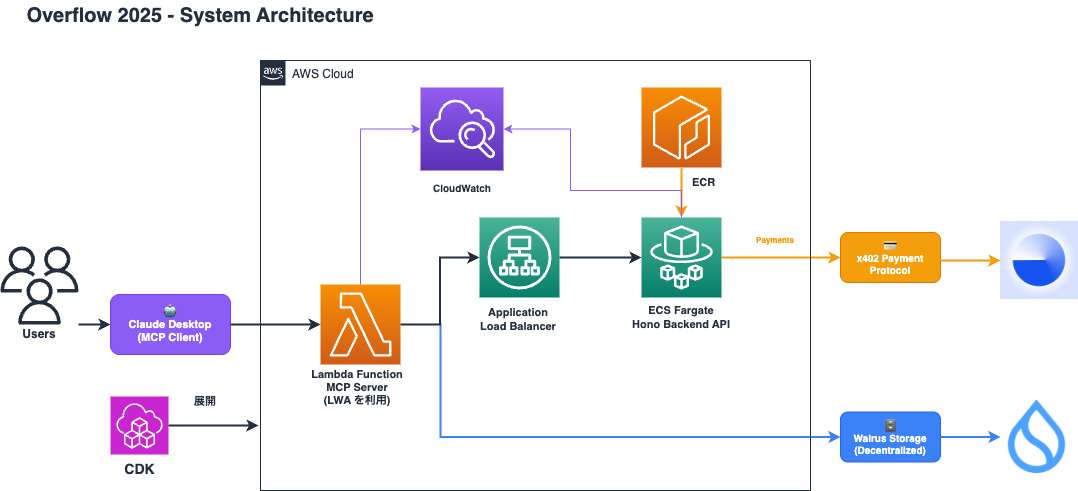 Overflow 2025 - System Architecture
aws
AWS Cloud
CloudWatch
ECR
Payments
x402 Payment
Protocol
Application
Load Balancer
ECS Fargate
Hono Backend API
Users
Claude Desktop
(MCP Client)
Lambda Function
MCP Server
(LWA を利用)
展開
CDK
Walrus Storage
(Decentralized)